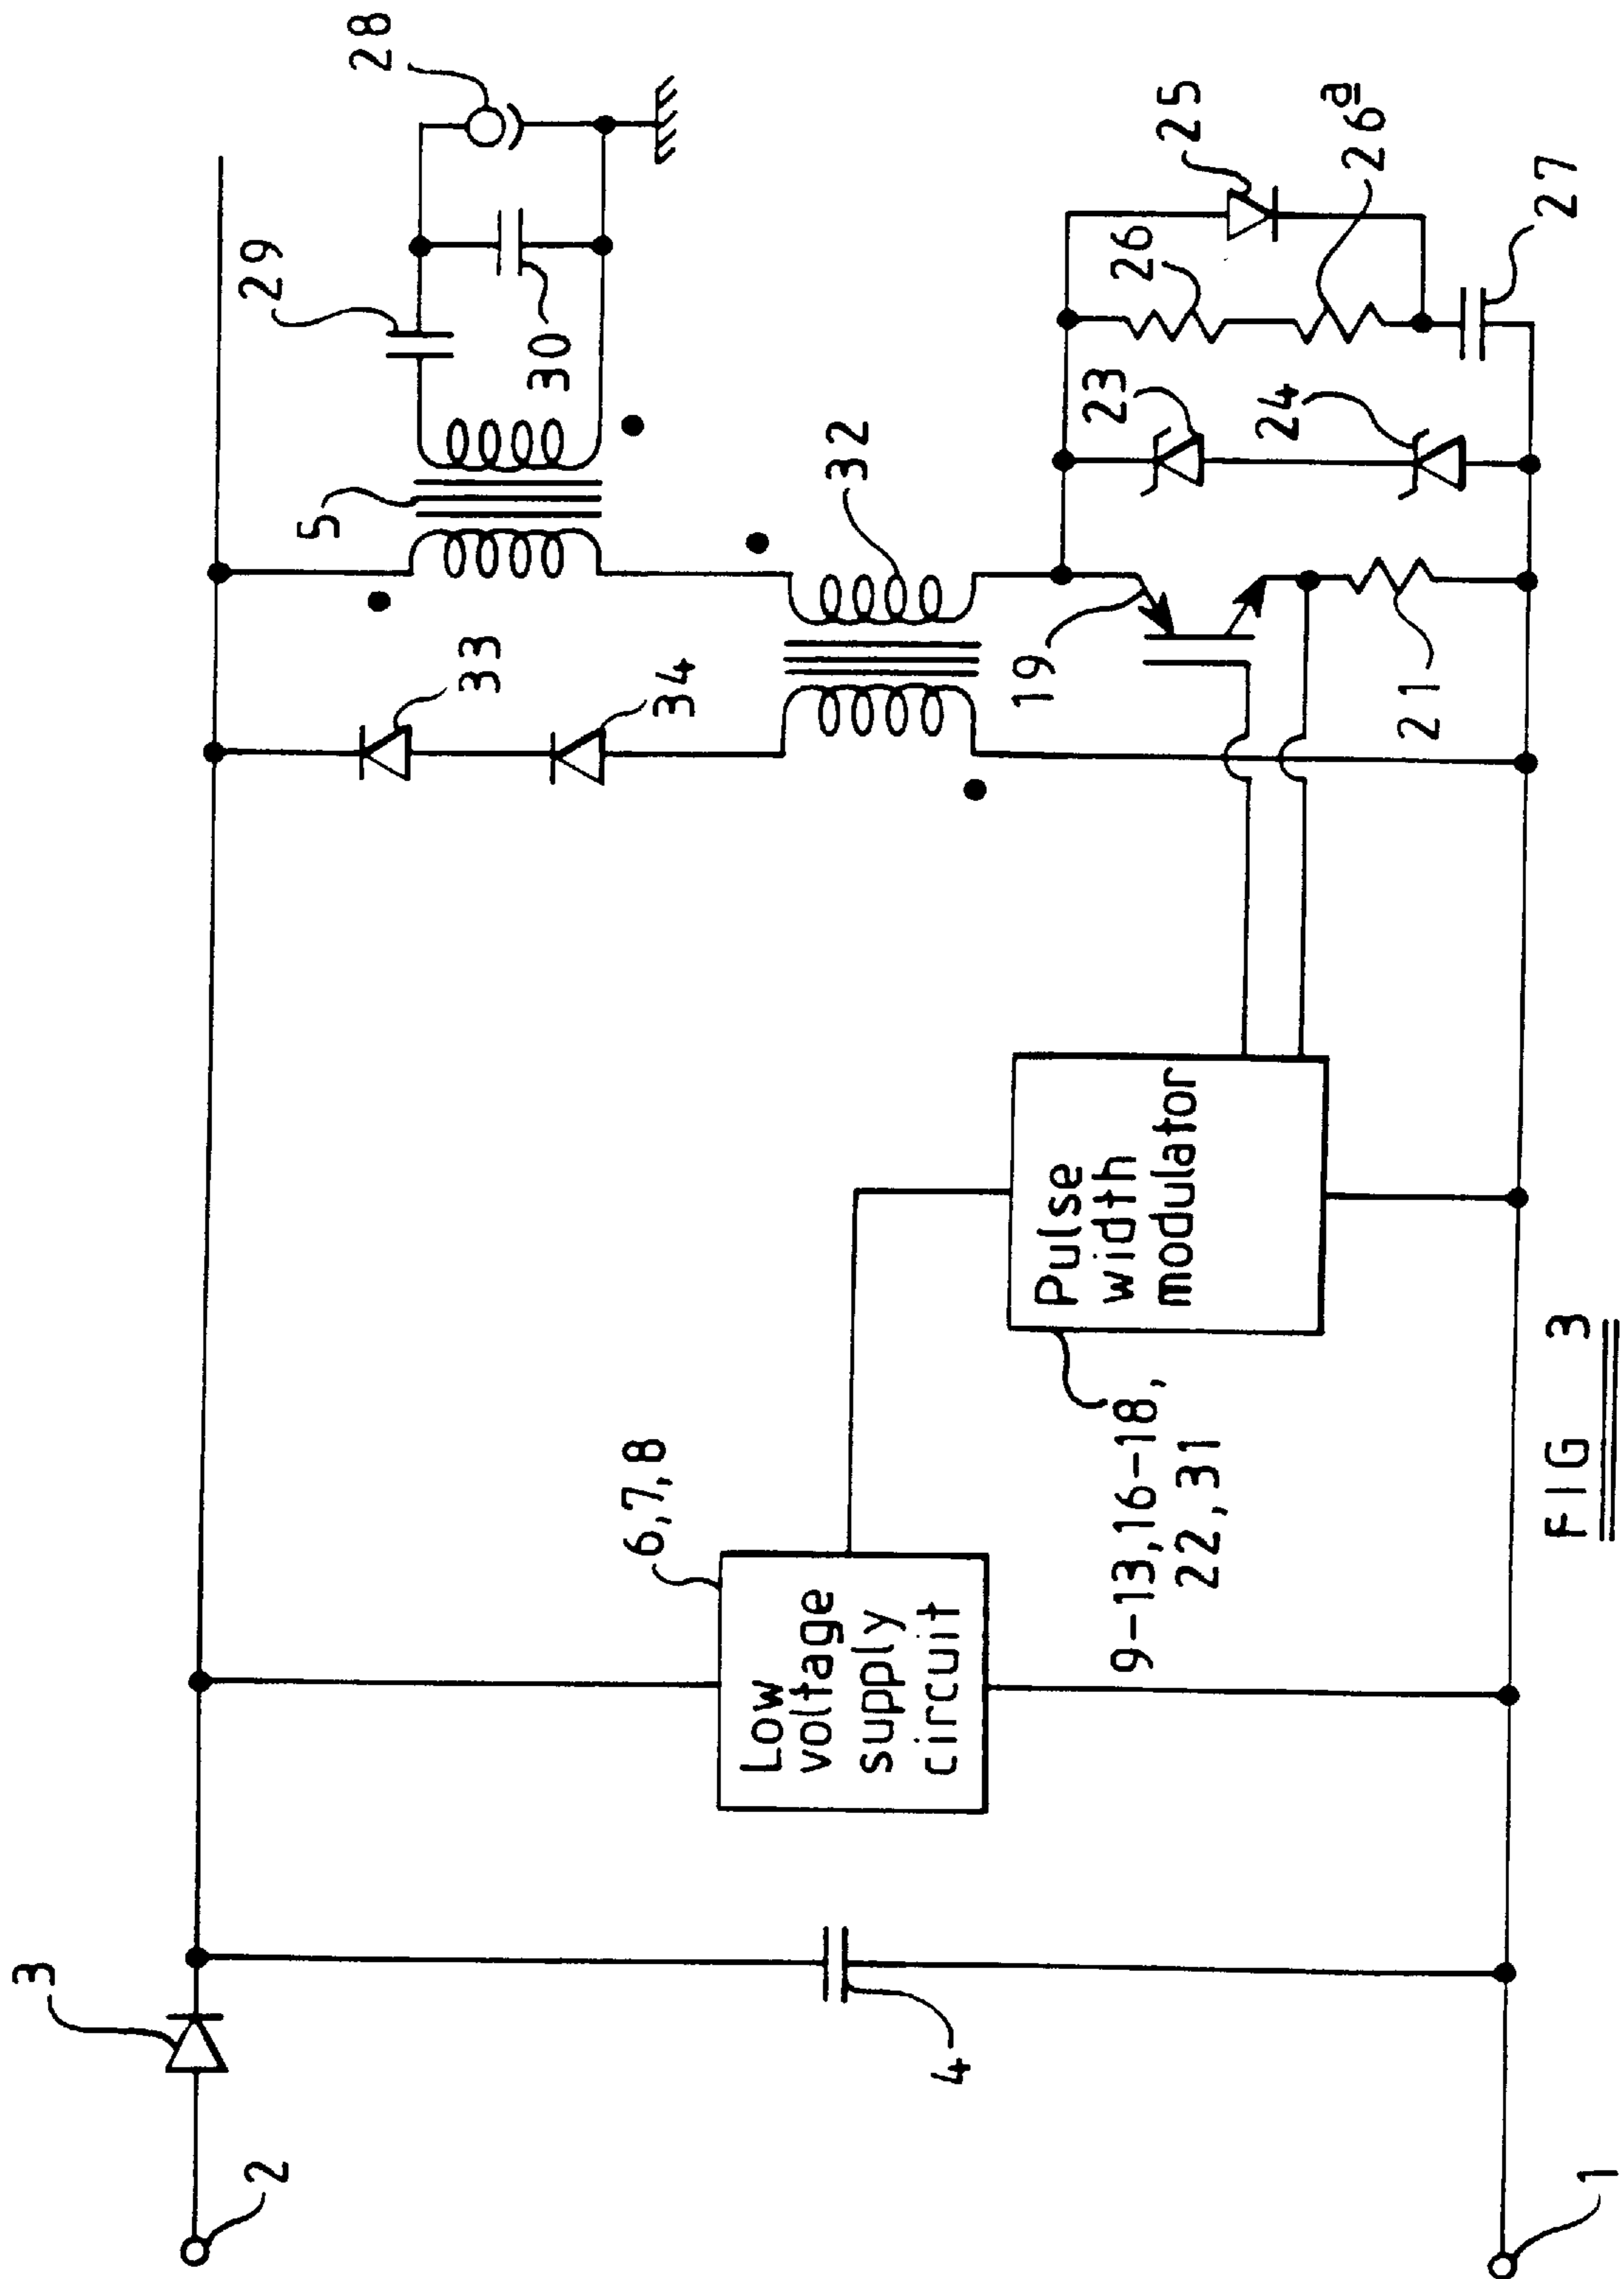 3
2
4
1
6,7,8
Low
voltage
supply
circuit
Pulse
width
modulator
9-13,16-18,
22,31
33
34
5
29
30
28
32
19
21
23
24
25
26
26a
27
FIG 3